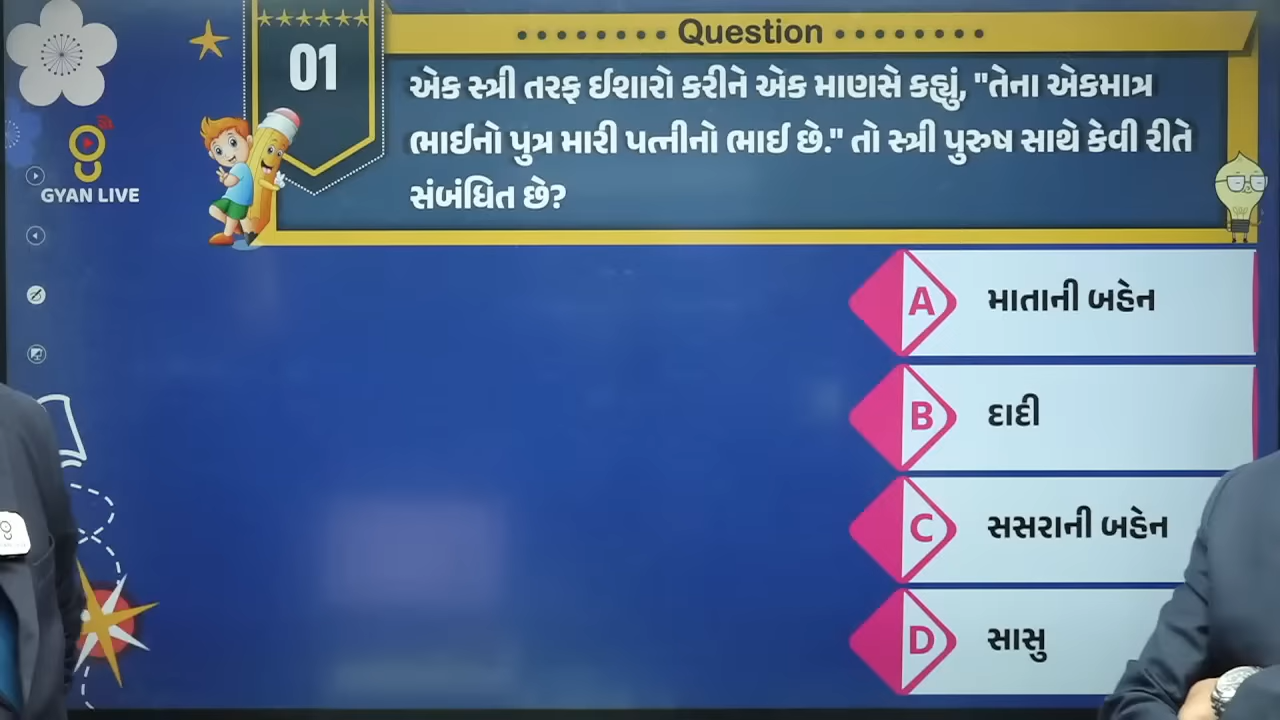 Question
01
એક સ્ત્રી તરફ ઈશારો કરીને એક માણસે કહ્યું, "તેના એકમાત્ર
ભાઈનો પુત્ર મારી પત્નીનો ભાઈ છે." તો સ્ત્રી પુરુષ સાથે કેવી રીતે
સંબંધિત છે?
GYAN LIVE
A માતાની બહેન
B દાદી
C સસરાની બહેન
D સાસુ